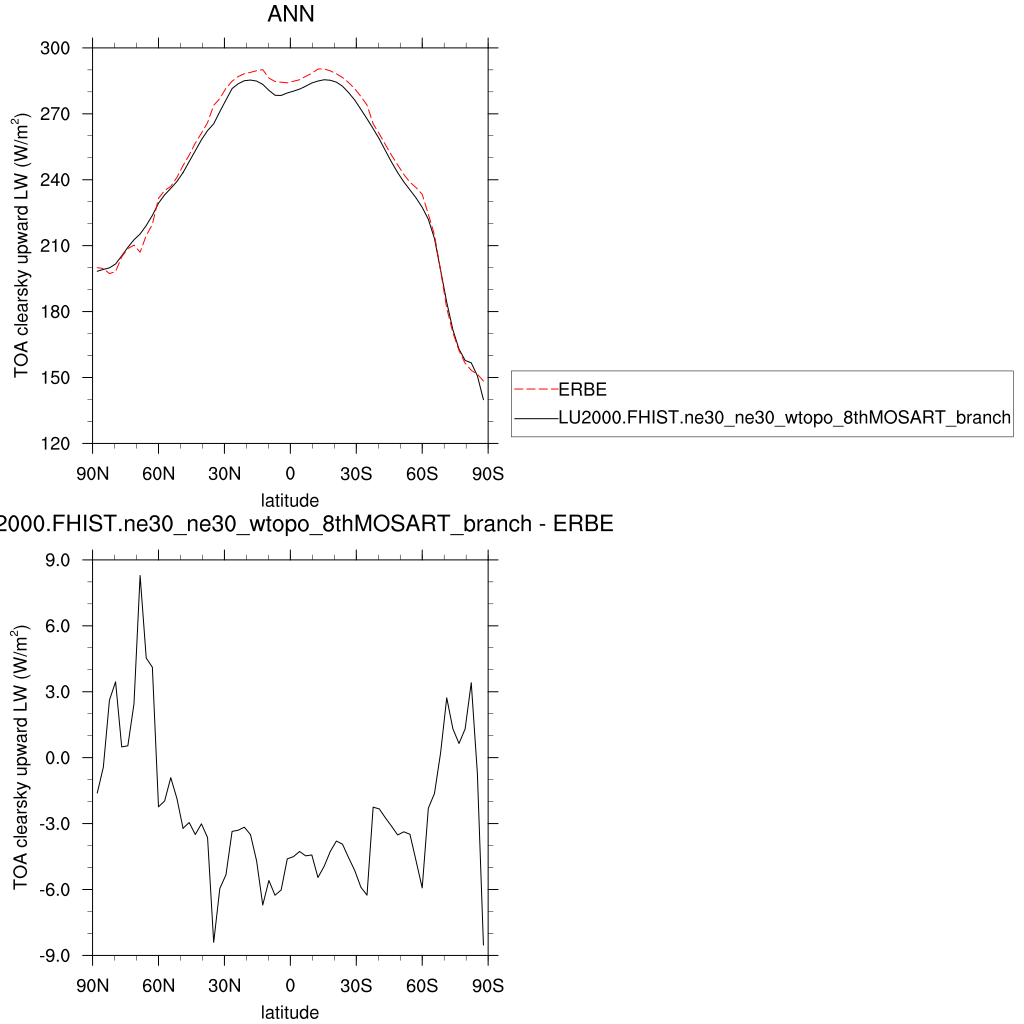 ANN
TOA clearsky upward LW (W/m²)
300
270
240
210
180
150
120
90N 60N 30N 0 30S 60S 90S
latitude
ERBE
LU2000.FHIST.ne30_ne30_wtopo_8thMOSART_branch
2000.FHIST.ne30_ne30_wtopo_8thMOSART_branch - ERBE
TOA clearsky upward LW (W/m²)
9.0
6.0
3.0
0.0
-3.0
-6.0
-9.0
90N 60N 30N 0 30S 60S 90S
latitude